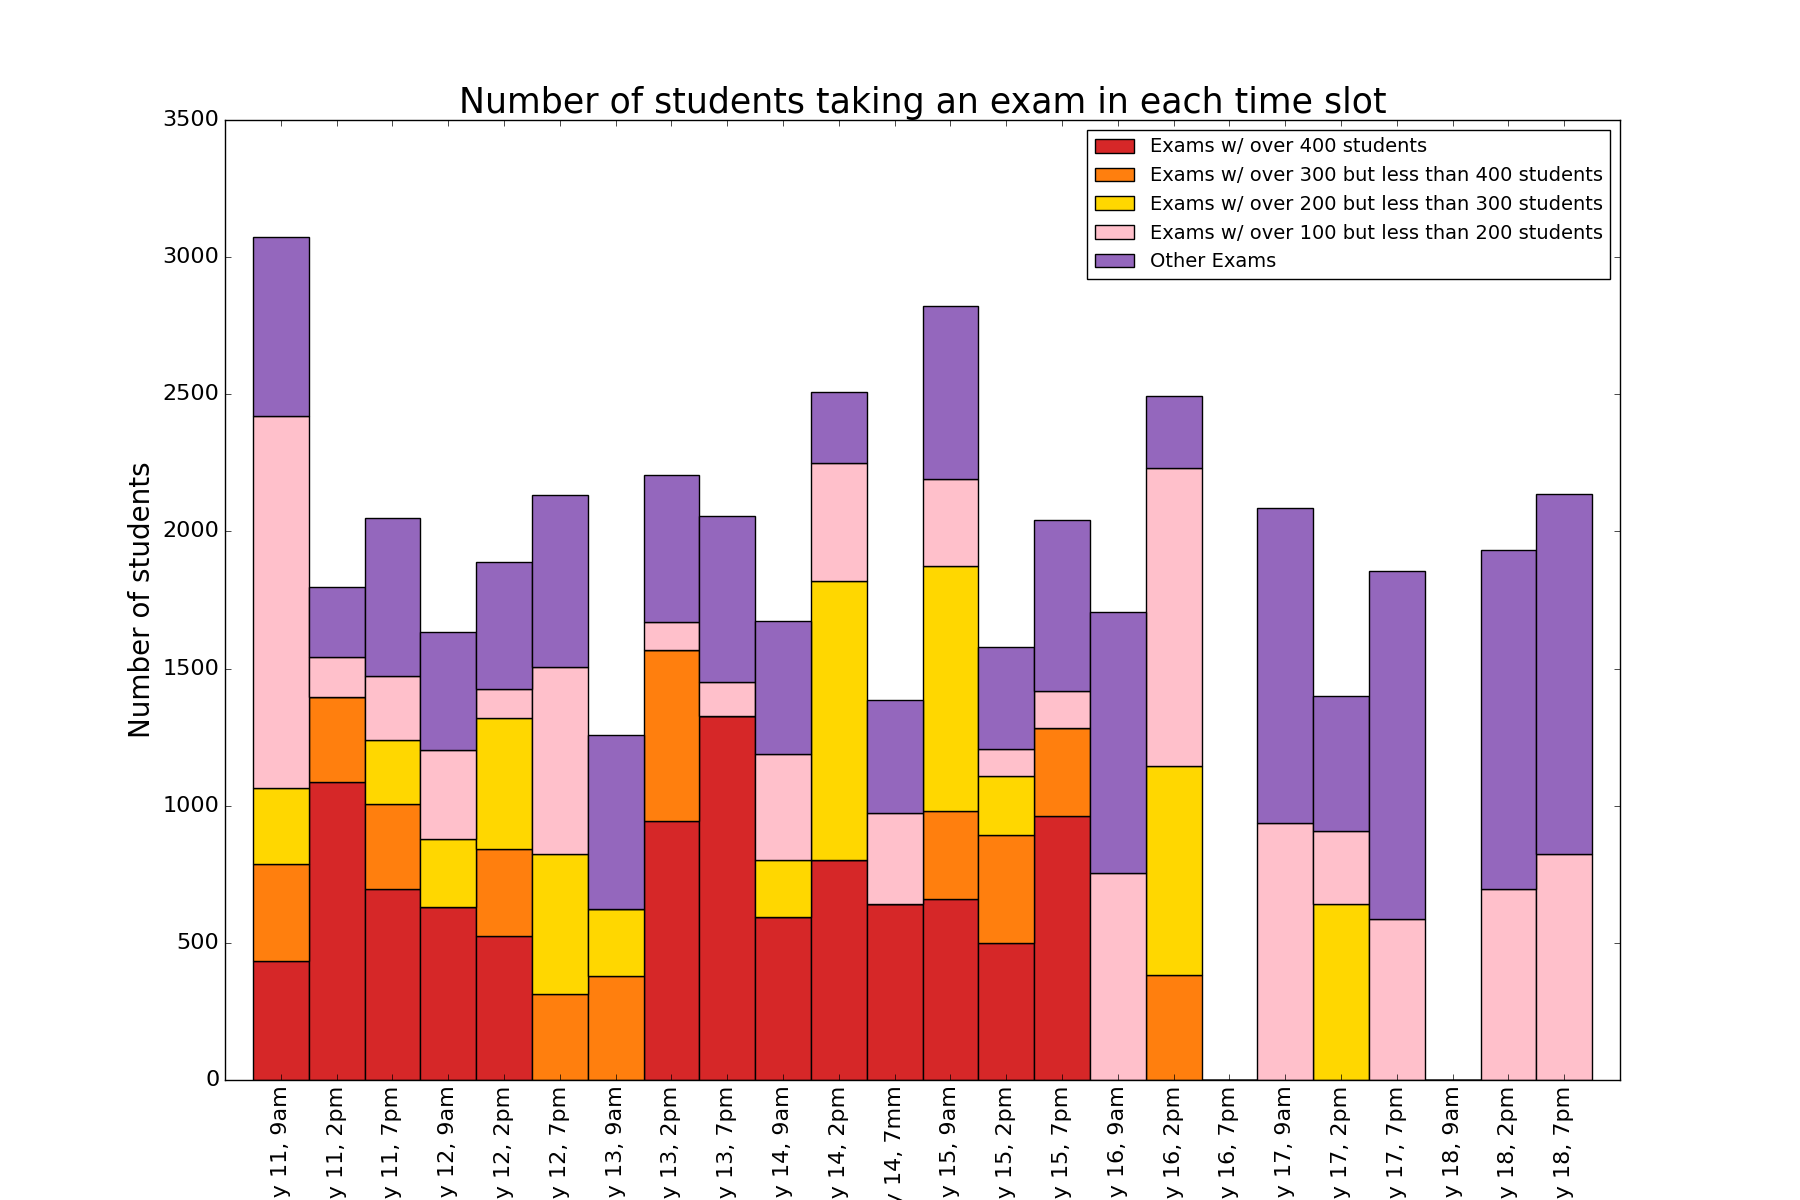 Number of students taking an exam in each time slot
3500
3000
2500
2000
1500
1000
500
0
Number of students
Exams w/ over 400 students
Exams w/ over 300 but less than 400 students
Exams w/ over 200 but less than 300 students
Exams w/ over 100 but less than 200 students
Other Exams
y 11, 9am
y 11, 2pm
y 11, 7pm
y 12, 9am
y 12, 2pm
y 12, 7pm
y 13, 9am
y 13, 2pm
y 13, 7pm
y 14, 9am
y 14, 2pm
y 14, 7mm
y 15, 9am
y 15, 2pm
y 15, 7pm
y 16, 9am
y 16, 2pm
y 16, 7pm
y 17, 9am
y 17, 2pm
y 17, 7pm
y 18, 9am
y 18, 2pm
y 18, 7pm